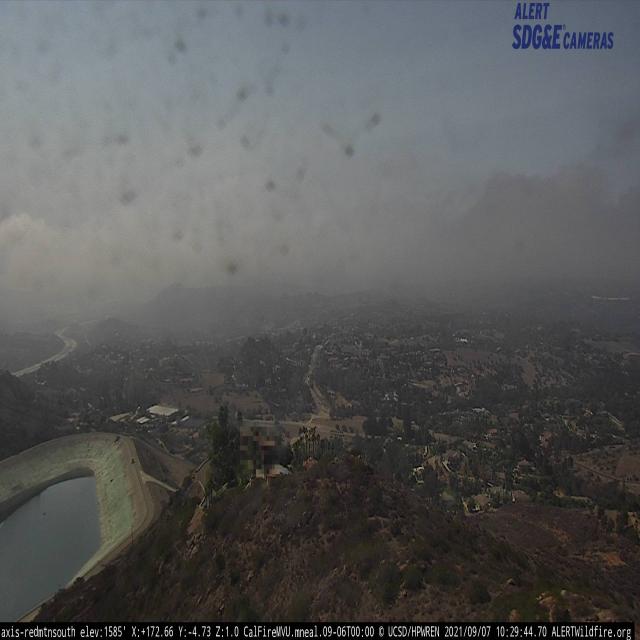 ALERT
SDG&E® CAMERAS
axis-redmtnsouth elev:1585' X:+172.66 Y:-4.73 Z:1.0 CalFireMVU.mneal.09-06T00:00 © UCSD/HPWREN 2021/09/07 10:29:44.70 ALERTWildfire.org